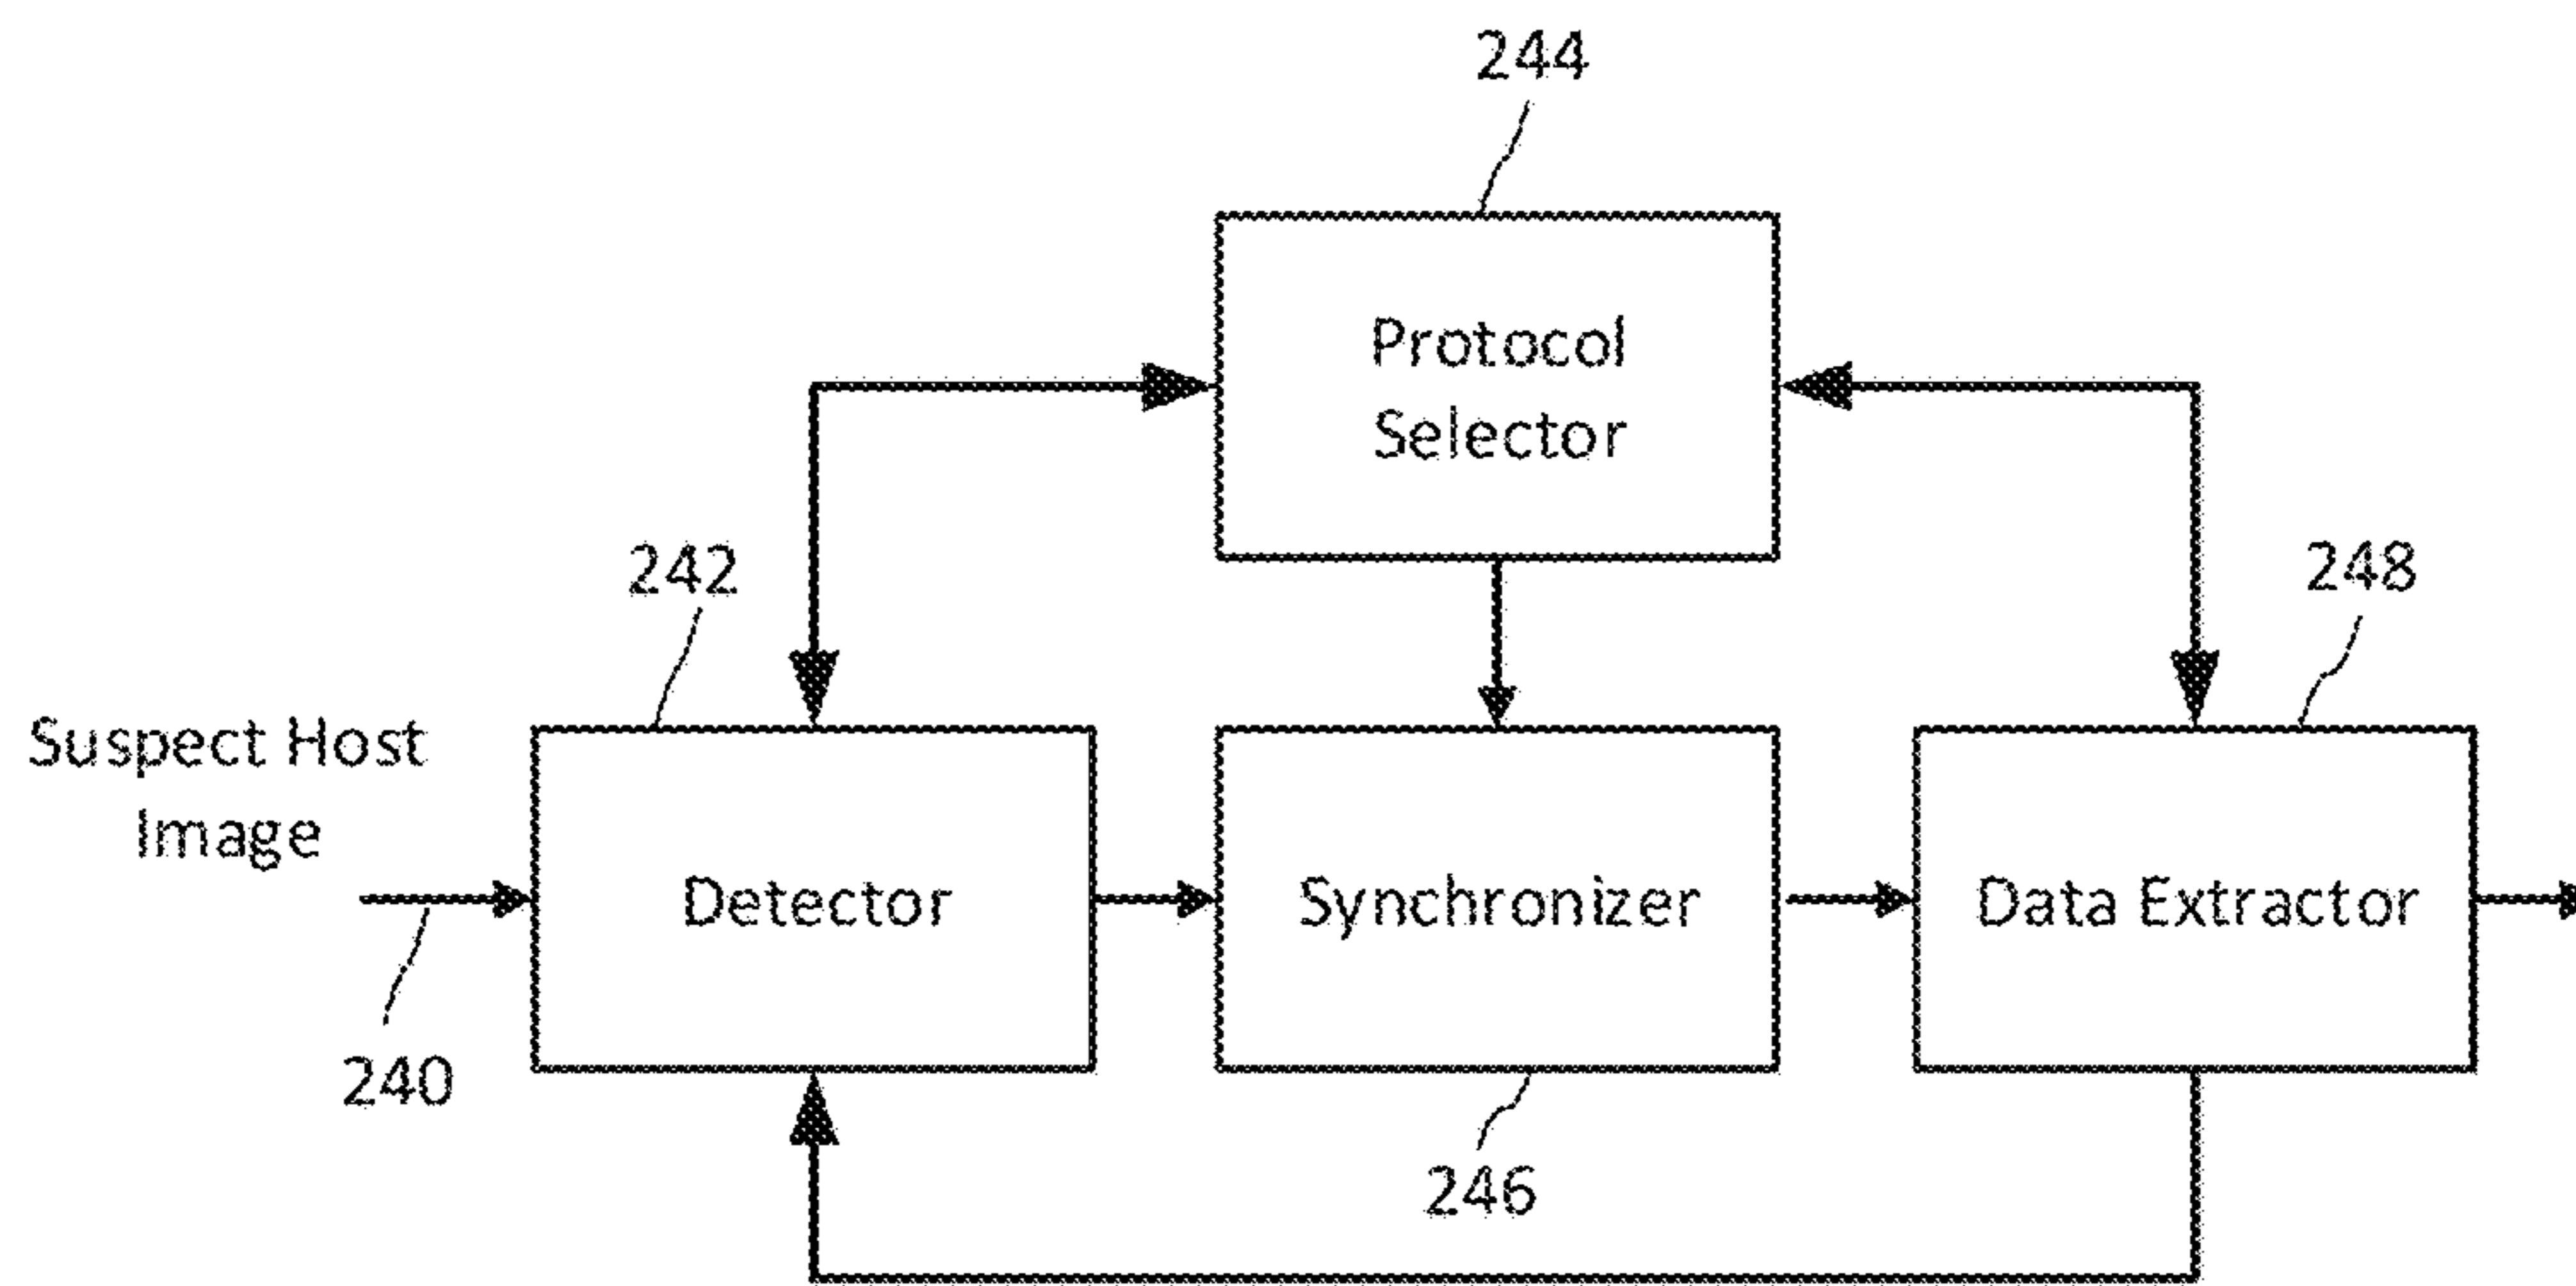 244
Protocol
Selector
242
248
Suspect Host
Image
Detector
Synchronizer
Data Extractor
240
246